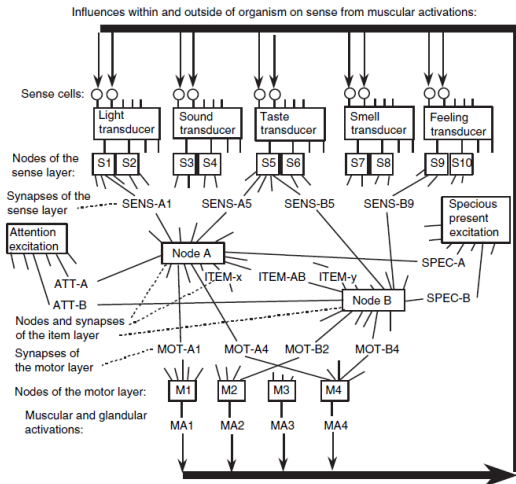 Influences within and outside of organism on sense from muscular activations:
Sense cells:
Light transducer
Sound transducer
Taste transducer
Smell transducer
Feeling transducer
Nodes of the sense layer:
S1 S2 S3 S4 S5 S6 S7 S8 S9 S10
Synapses of the sense layer
SENS-A1 SENS-A5 SENS-B5 SENS-B9
Specious present excitation
Attention excitation
Node A
SPEC-A
ITEM-x ITEM-AB ITEM-y
ATT-A
Node B
SPEC-B
ATT-B
Nodes and synapses of the item layer
Synapses of the motor layer
MOT-A1 MOT-A4 MOT-B2 MOT-B4
Nodes of the motor layer:
M1 M2 M3 M4
Muscular and glandular activations:
MA1 MA2 MA3 MA4